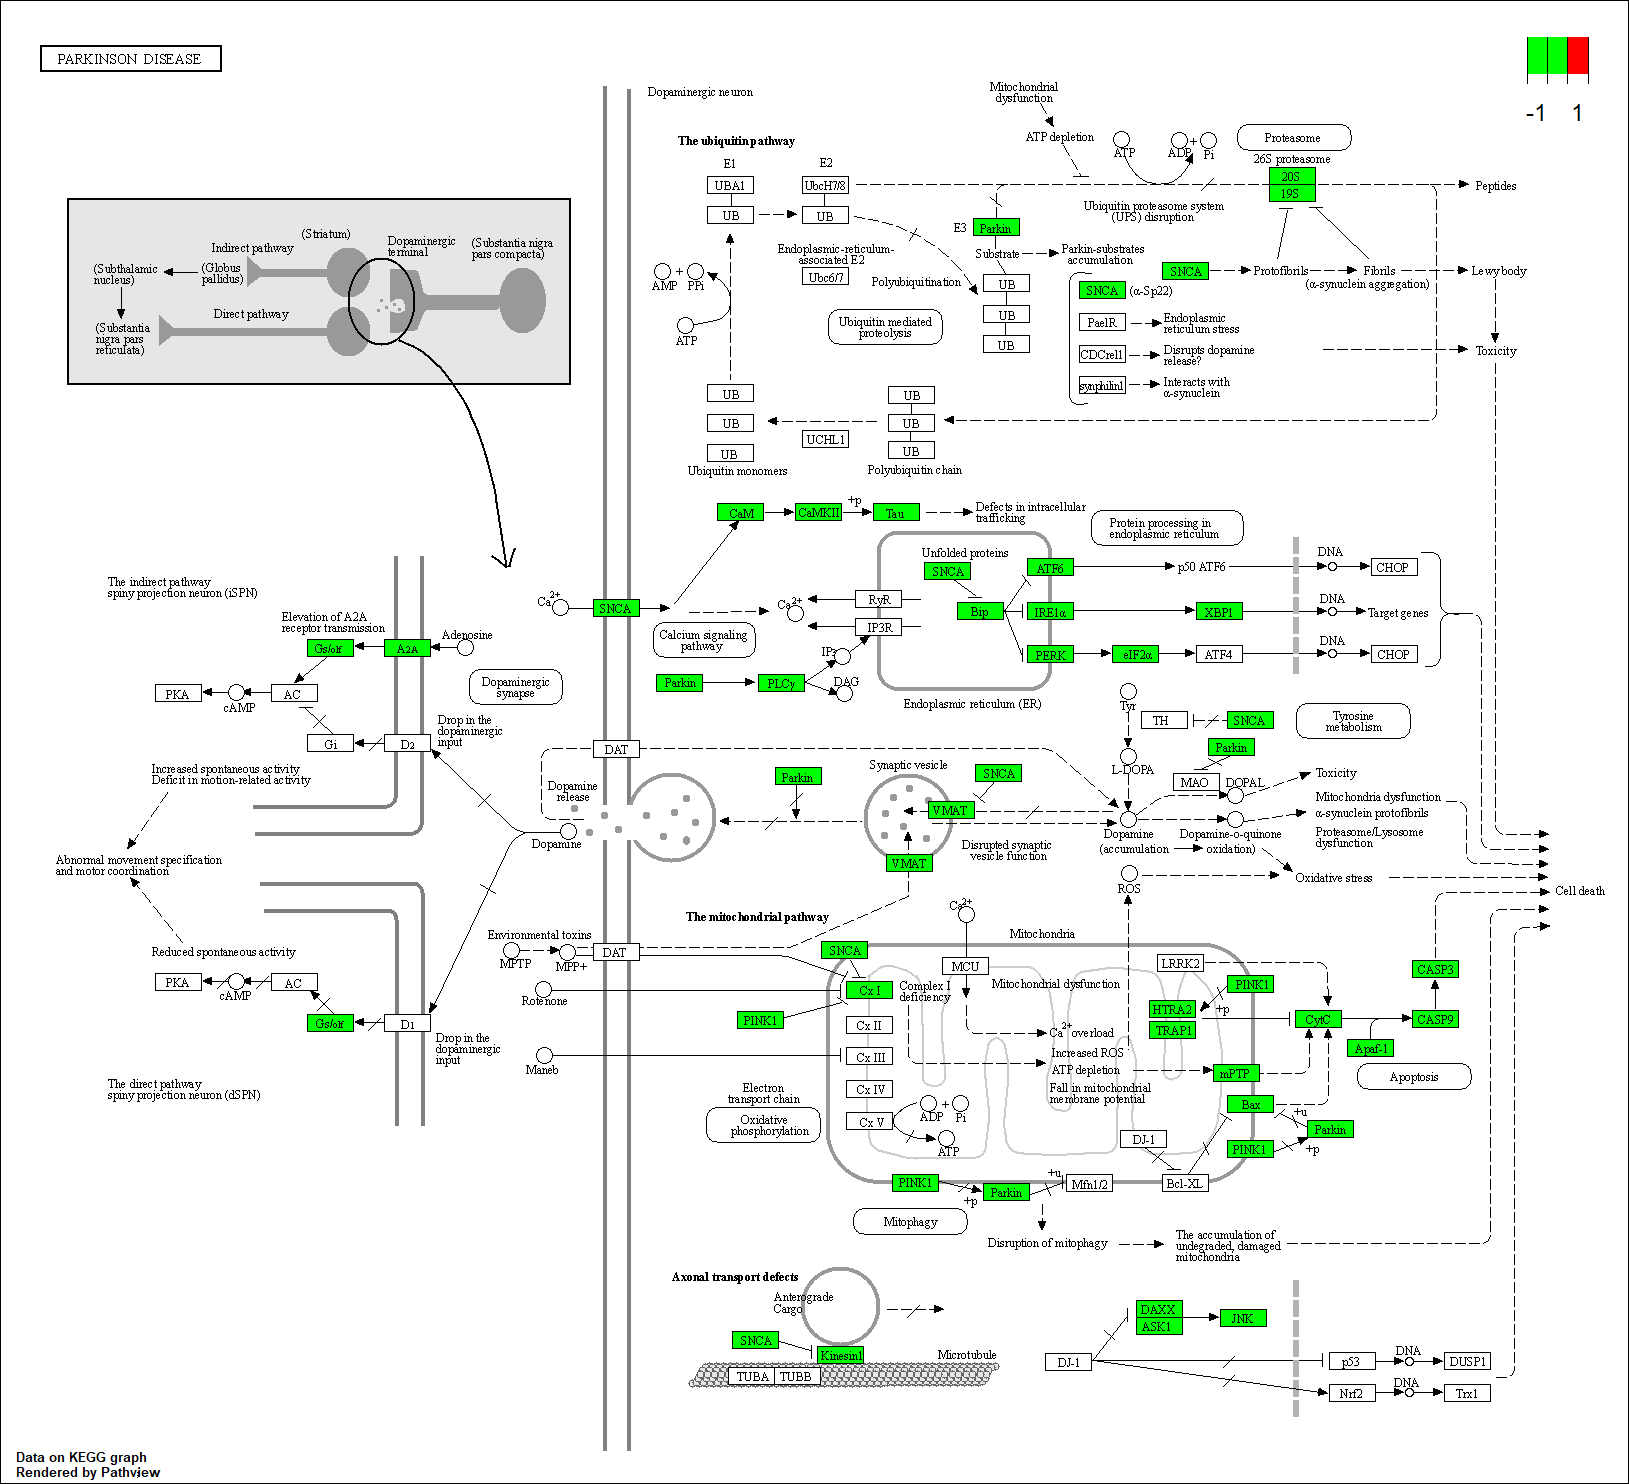 PARKINSON DISEASE
-1 1
Dopaminergic neuron
Mitochondrial
dysfunction
ATP depletion
ATP
ADP
+
Pi
Proteasome
26S proteasome
20S
19S
Peptides
The ubiquitin pathway
E1
E2
UBA1
UbcH7/8
UB
UB
Ubiquitin proteasome system
(UPS) disruption
E3
Parkin
Substrate
Parkin-substrates
accumulation
Endoplasmic-reticulum-
associated E2
Ubc6/7
Polyubiquitination
UB
UB
UB
SNCA
Protofibrils
Fibrils
(α-synuclein aggregation)
Lewy body
SNCA
(α-Sp22)
PaelR
Endoplasmic
reticulum stress
CDCrel1
Disrupts dopamine
release?
synphilin1
Interacts with
α-synuclein
Toxicity
AMP
+
PPi
ATP
Ubiquitin mediated
proteolysis
UB
UB
UB
Ubiquitin monomers
UCHL1
UB
UB
UB
Polyubiquitin chain
(Striatum)
Indirect pathway
Dopaminergic
terminal
(Substantia nigra
pars compacta)
(Subthalamic
nucleus)
(Globus
pallidus)
Direct pathway
(Substantia
nigra pars
reticulata)
CaM
CaMKII
+p
Tau
Defects in intracellular
trafficking
Protein processing in
endoplasmic reticulum
Unfolded proteins
SNCA
Bip
ATF6
p50 ATF6
DNA
CHOP
IRE1α
XBP1
DNA
Target genes
PERK
eIF2α
ATF4
DNA
CHOP
Ca2+
SNCA
Ca2+
RyR
IP3R
Calcium signaling
pathway
IP3
DAG
Parkin
PLCγ
Endoplasmic reticulum (ER)
The indirect pathway
spiny projection neuron (iSPN)
Elevation of A2A
receptor transmission
Gs/olf
A2A
Adenosine
PKA
cAMP
AC
Dopaminergic
synapse
Gi
D2
Drop in the
dopaminergic
input
Increased spontaneous activity
Deficit in motion-related activity
Abnormal movement specification
and motor coordination
Reduced spontaneous activity
PKA
cAMP
AC
Gs/olf
D1
Drop in the
dopaminergic
input
The direct pathway
spiny projection neuron (dSPN)
DAT
Dopamine
release
Dopamine
Parkin
Synaptic vesicle
SNCA
VMAT
VMAT
Disrupted synaptic
vesicle function
Tyr
TH
SNCA
Tyrosine
metabolism
Parkin
L-DOPA
MAO
DOPAL
Toxicity
Mitochondria dysfunction
α-synuclein protofibrils
Proteasome/Lysosome
dysfunction
Dopamine
(accumulation
Dopamine-o-quinone
oxidation)
Oxidative stress
ROS
Cell death
The mitochondrial pathway
Environmental toxins
MPTP
MPP+
DAT
Rotenone
Maneb
Ca2+
Mitochondria
SNCA
MCU
Cx I
Complex I
deficiency
Mitochondrial dysfunction
PINK1
Cx II
Cx III
Cx IV
Cx V
Ca2+ overload
Increased ROS
ATP depletion
Fall in mitochondrial
membrane potential
Electron
transport chain
Oxidative
phosphorylation
ADP
+
Pi
ATP
LRRK2
PINK1
HTRA2
+p
TRAP1
CytC
CASP3
CASP9
Apaf-1
Apoptosis
mPTP
Bax
+u
Parkin
PINK1
+p
DJ-1
Bcl-XL
PINK1
+p
Parkin
+u
Mfn1/2
Mitophagy
Disruption of mitophagy
The accumulation of
undegraded, damaged
mitochondria
Axonal transport defects
Anterograde
Cargo
SNCA
Kinesin1
Microtubule
TUBA
TUBB
DAXX
ASK1
JNK
DJ-1
p53
DNA
DUSP1
Nrf2
DNA
Trx1
Data on KEGG graph
Rendered by Pathview